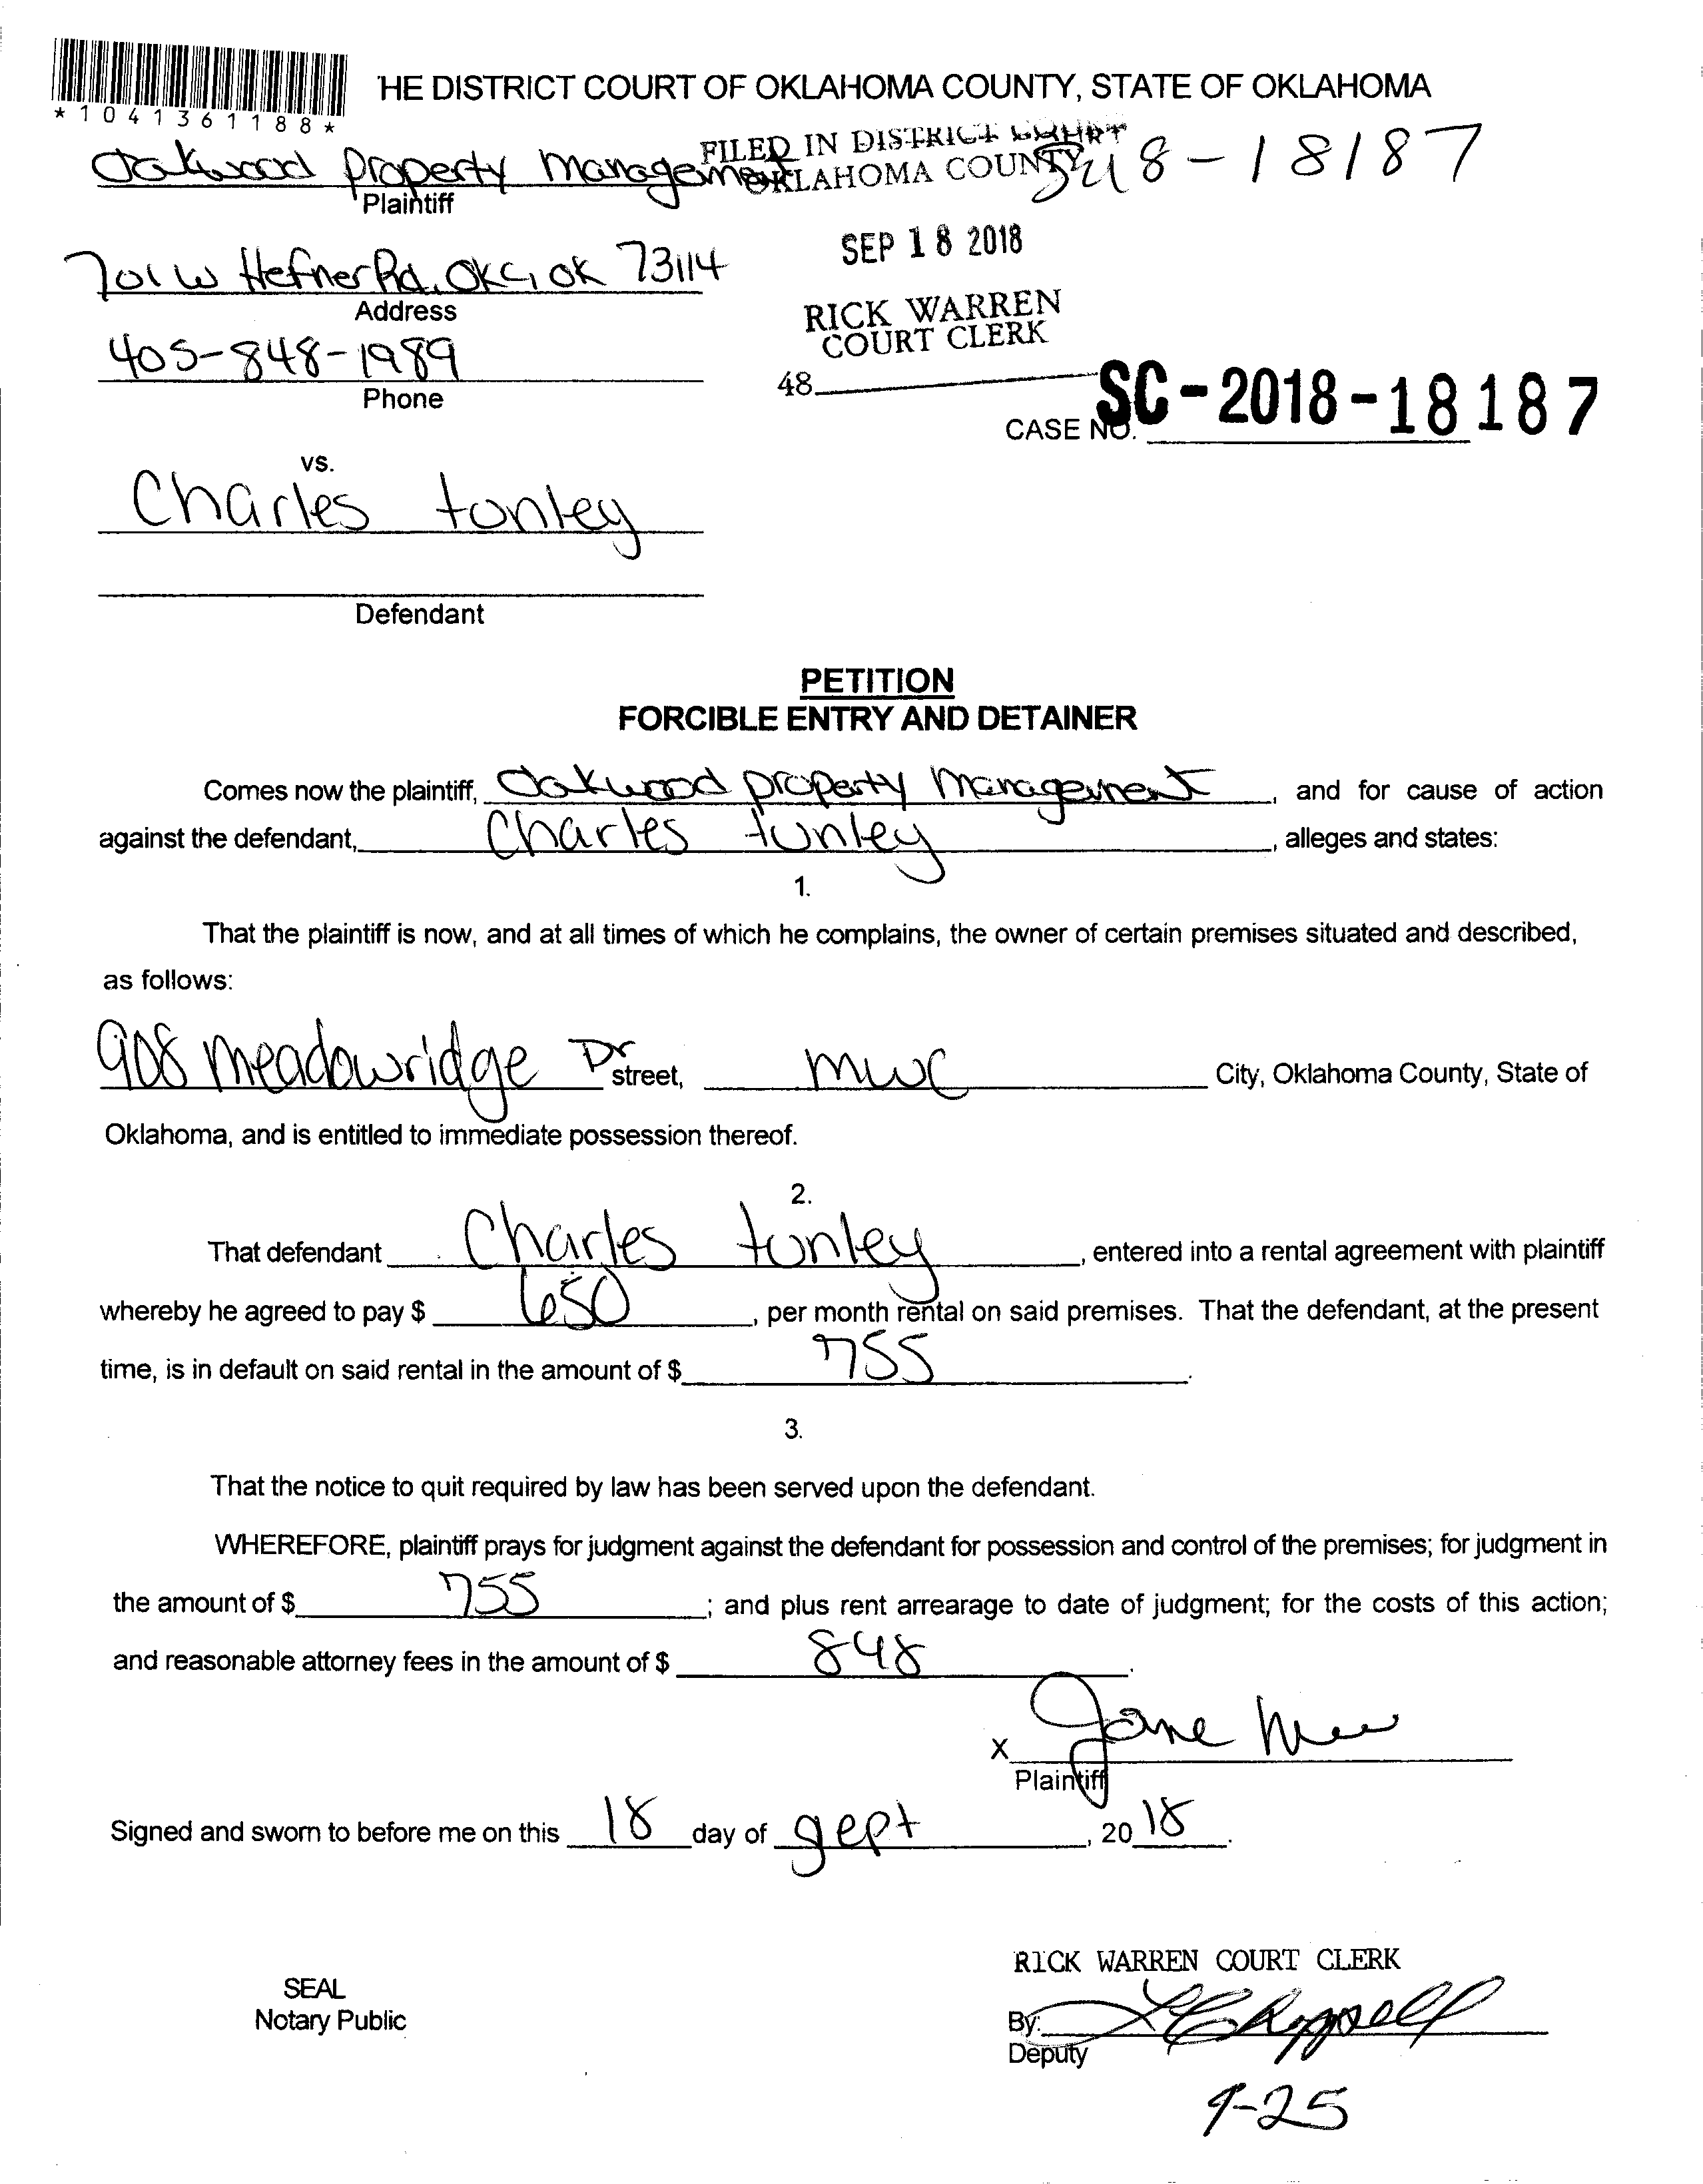 *1041361188*
HE DISTRICT COURT OF OKLAHOMA COUNTY, STATE OF OKLAHOMA
FILED IN DISTRICT COURT
OKLAHOMA COUNTY
18-18187
Oakwood property management
Plaintiff
SEP 18 2018
701 W Hefner Rd. OKC, OK 73114
Address
RICK WARREN
COURT CLERK
405-848-1989
Phone
48
CASE NO. SC-2018-18187
vs.
Charles tunley
Defendant
PETITION
FORCIBLE ENTRY AND DETAINER
Comes now the plaintiff, Oakwood property management, and for cause of action
against the defendant, Charles tunley, alleges and states:
1.
That the plaintiff is now, and at all times of which he complains, the owner of certain premises situated and described,
as follows:
908 meadowridge Dr street, mwc City, Oklahoma County, State of
Oklahoma, and is entitled to immediate possession thereof.
2.
That defendant Charles tunley, entered into a rental agreement with plaintiff
whereby he agreed to pay $ 650, per month rental on said premises. That the defendant, at the present
time, is in default on said rental in the amount of $ 755.
3.
That the notice to quit required by law has been served upon the defendant.
WHEREFORE, plaintiff prays for judgment against the defendant for possession and control of the premises; for judgment in
the amount of $ 755; and plus rent arrearage to date of judgment; for the costs of this action;
and reasonable attorney fees in the amount of $ 848.
X Jane
Plaintiff
Signed and sworn to before me on this 18 day of sept, 2018.
RICK WARREN COURT CLERK
SEAL
Notary Public
By:
Deputy
9-25